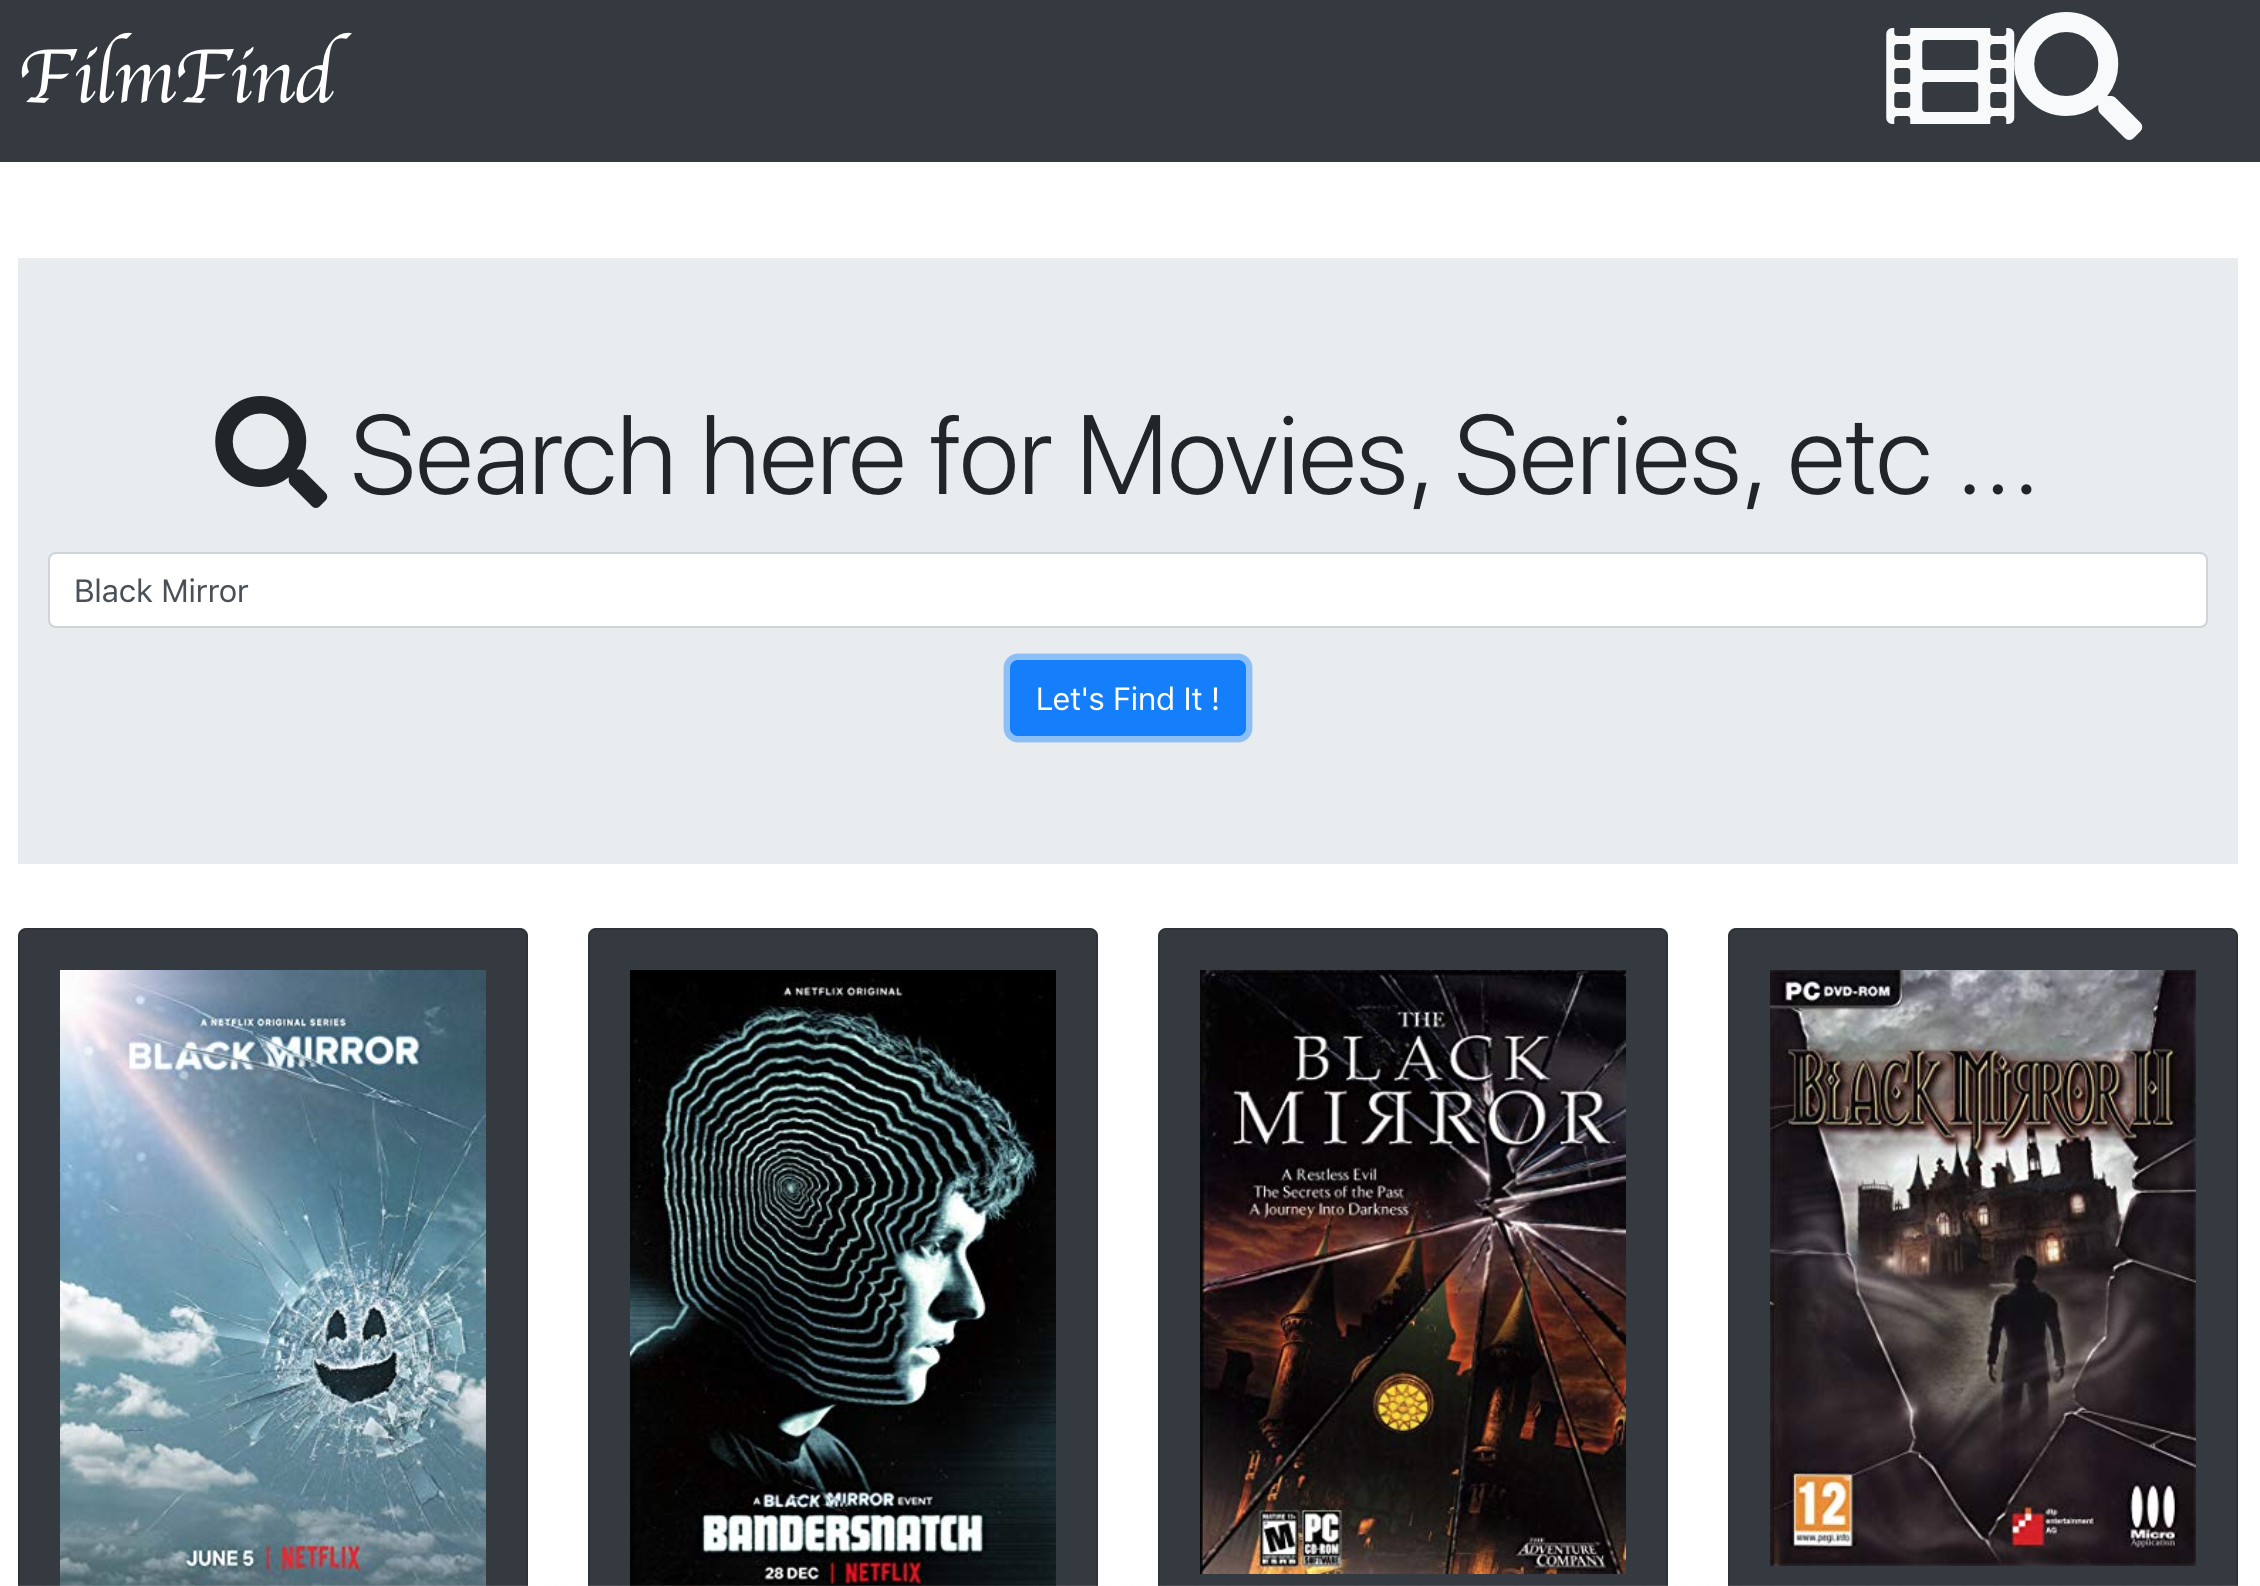 FilmFind
Search here for Movies, Series, etc ...
Black Mirror
Let's Find It !
A NETFLIX ORIGINAL SERIES
BLACK MIRROR
JUNE 5 | NETFLIX
A NETFLIX ORIGINAL
A BLACK MIRROR EVENT
BANDERSNATCH
28 DEC | NETFLIX
THE
BLACK
MIRROR
A Restless Evil
The Secrets of the Past
A Journey Into Darkness
MATURE 17+
M
PC
CD-ROM
SOFTWARE
THE
ADVENTURE
COMPANY
PC DVD-ROM
BLACK MIRROR II
12
www.pegi.info
dtp
entertainment
AG
Micro
Application